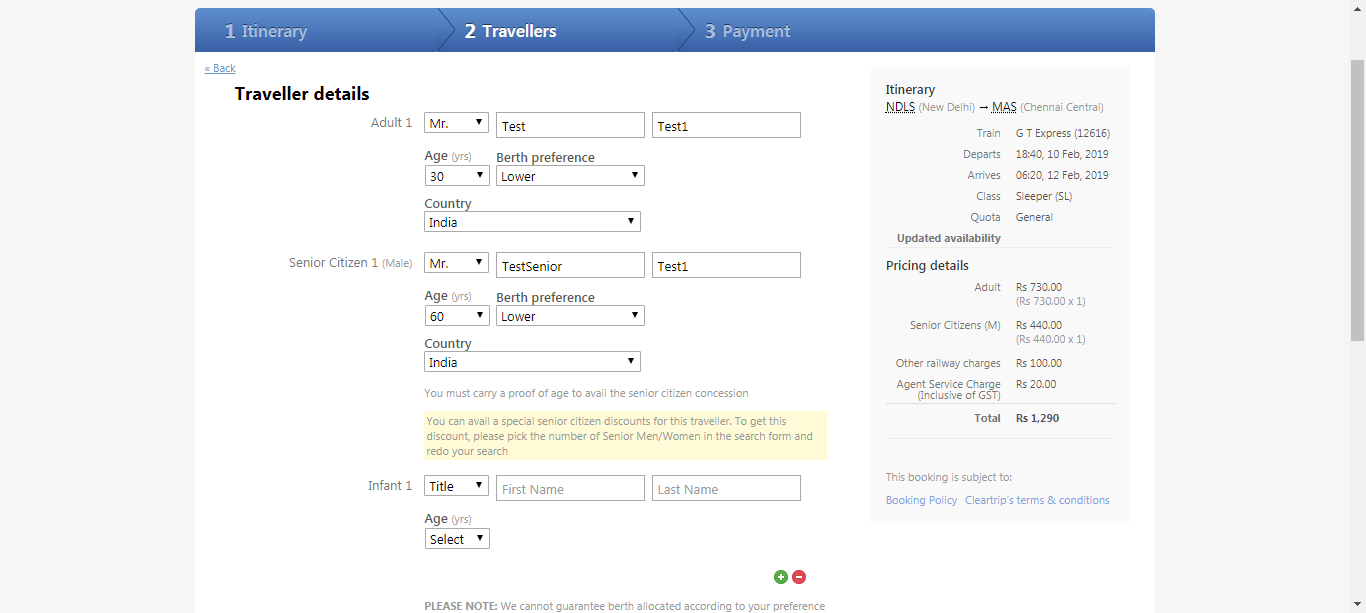 1 Itinerary 2 Travellers 3 Payment
« Back
Traveller details
Adult 1 Mr. Test Test1
Age (yrs) Berth preference
30 Lower
Country
India
Senior Citizen 1 (Male) Mr. TestSenior Test1
Age (yrs) Berth preference
60 Lower
Country
India
You must carry a proof of age to avail the senior citizen concession
You can avail a special senior citizen discounts for this traveller. To get this
discount, please pick the number of Senior Men/Women in the search form and
redo your search
Infant 1 Title First Name Last Name
Age (yrs)
Select
PLEASE NOTE: We cannot guarantee berth allocated according to your preference
Itinerary
NDLS (New Delhi) → MAS (Chennai Central)
Train G T Express (12616)
Departs 18:40, 10 Feb, 2019
Arrives 06:20, 12 Feb, 2019
Class Sleeper (SL)
Quota General
Updated availability
Pricing details
Adult Rs 730.00
(Rs 730.00 x 1)
Senior Citizens (M) Rs 440.00
(Rs 440.00 x 1)
Other railway charges Rs 100.00
Agent Service Charge Rs 20.00
(Inclusive of GST)
Total Rs 1,290
This booking is subject to:
Booking Policy Cleartrip's terms & conditions